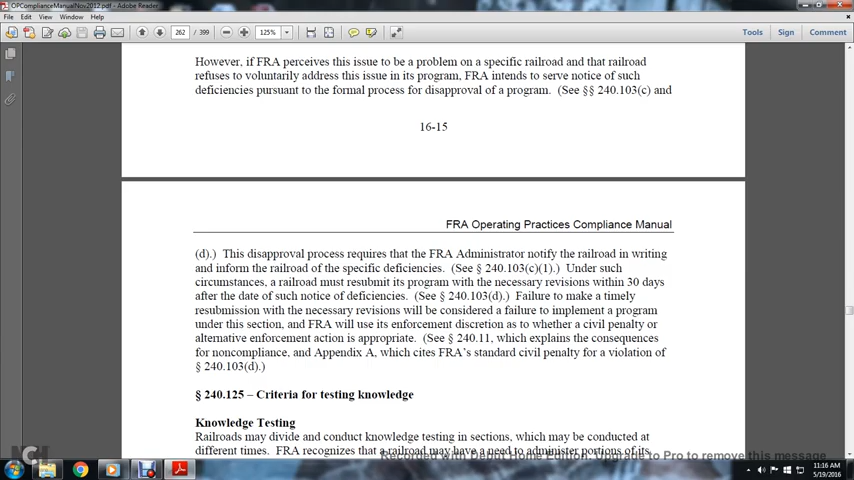 OPComplianceManualNov2012.pdf - Adobe Reader
File Edit View Window Help
262 / 399 125% Tools Sign Comment
However, if FRA perceives this issue to be a problem on a specific railroad and that railroad
refuses to voluntarily address this issue in its program, FRA intends to serve notice of such
deficiencies pursuant to the formal process for disapproval of a program. (See §§ 240.103(c) and
16-15
FRA Operating Practices Compliance Manual
(d).) This disapproval process requires that the FRA Administrator notify the railroad in writing
and inform the railroad of the specific deficiencies. (See § 240.103(c)(1).) Under such
circumstances, a railroad must resubmit its program with the necessary revisions within 30 days
after the date of such notice of deficiencies. (See § 240.103(d).) Failure to make a timely
resubmission with the necessary revisions will be considered a failure to implement a program
under this section, and FRA will use its enforcement discretion as to whether a civil penalty or
alternative enforcement action is appropriate. (See § 240.11, which explains the consequences
for noncompliance, and Appendix A, which cites FRA's standard civil penalty for a violation of
§ 240.103(d).)
§ 240.125 – Criteria for testing knowledge
Knowledge Testing
Railroads may divide and conduct knowledge testing in sections, which may be conducted at
different times. FRA recognizes that a railroad may have a need to administer portions of its
Recorded with Debut Home Edition. Upgrade to Pro to remove this message
NCH
11:16 AM
5/19/2016